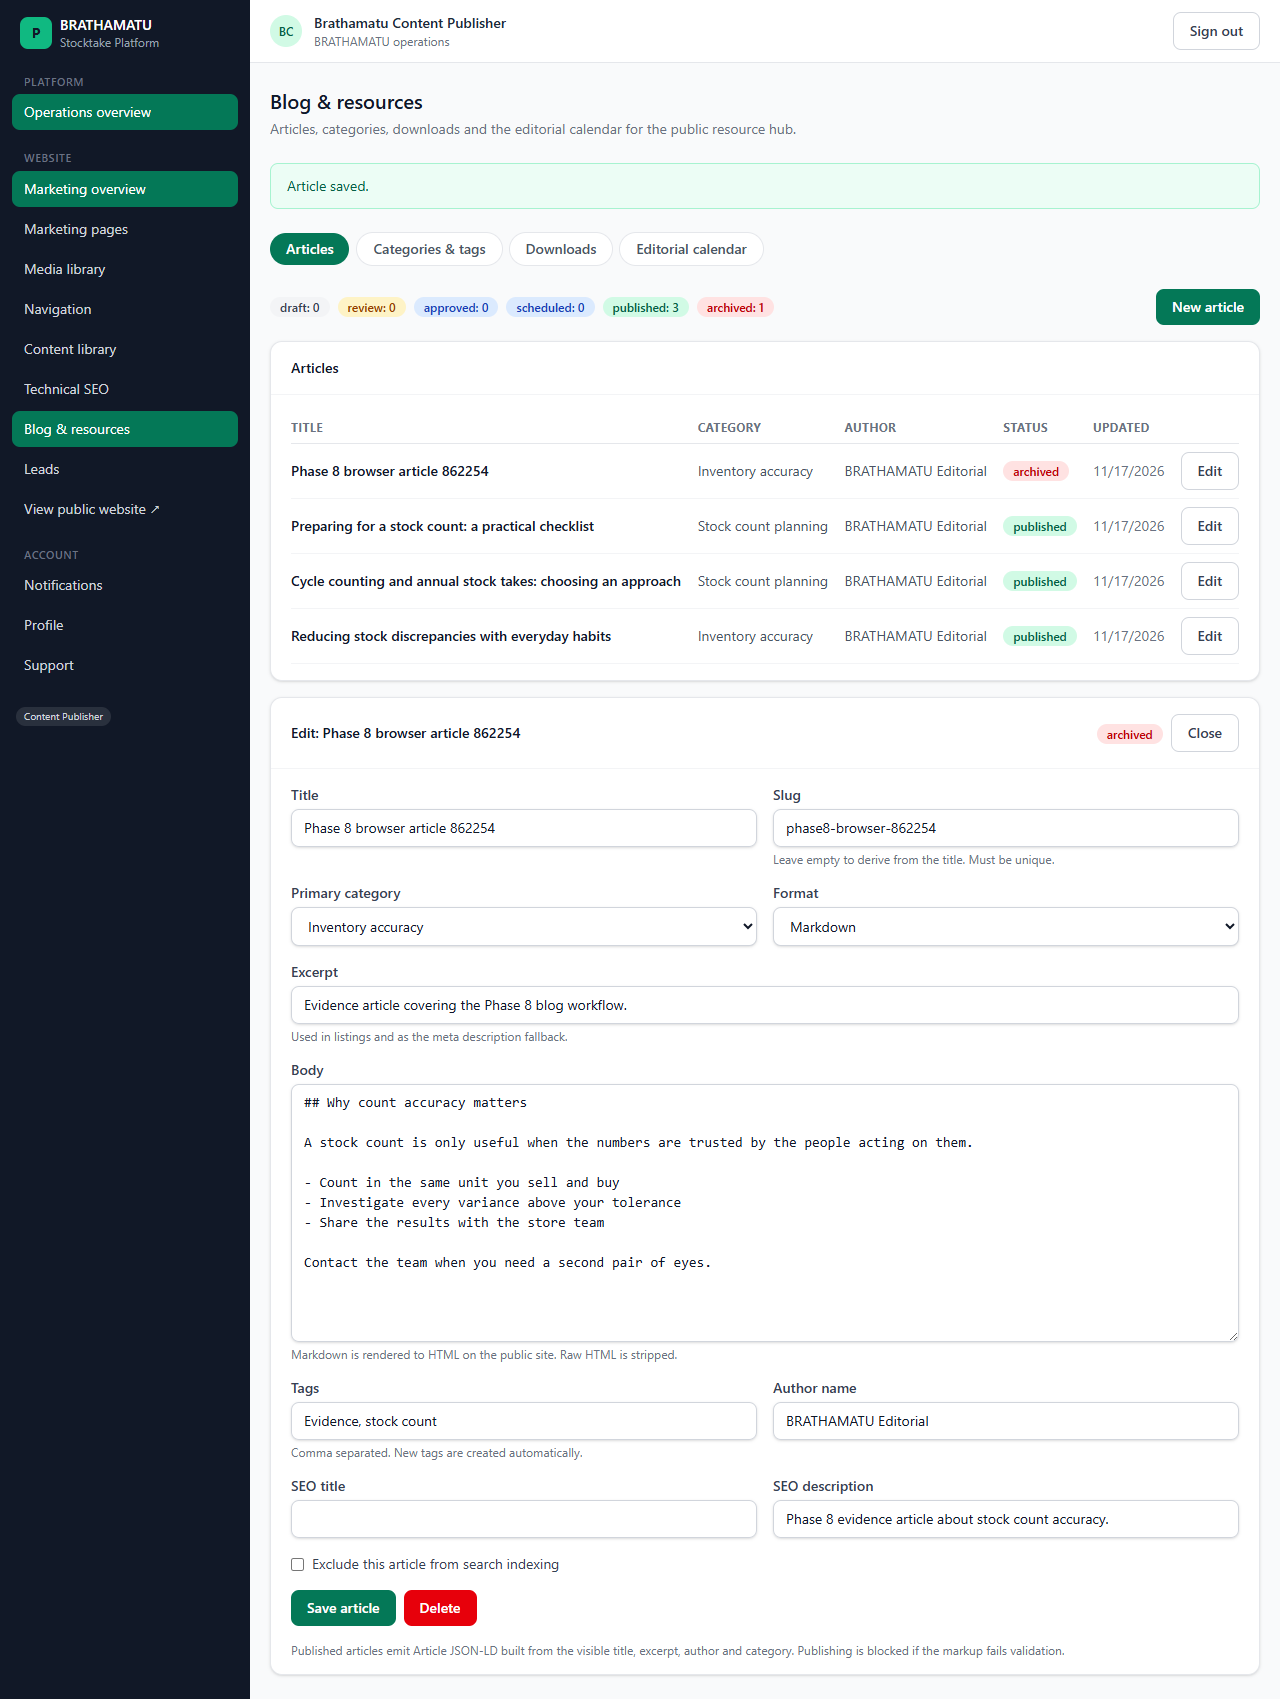 P
BRATHAMATU
Stocktake Platform
PLATFORM
Operations overview
WEBSITE
Marketing overview
Marketing pages
Media library
Navigation
Content library
Technical SEO
Blog & resources
Leads
View public website ↗
ACCOUNT
Notifications
Profile
Support
Content Publisher
BC
Brathamatu Content Publisher
BRATHAMATU operations
Sign out
Blog & resources
Articles, categories, downloads and the editorial calendar for the public resource hub.
Article saved.
Articles Categories & tags Downloads Editorial calendar
draft: 0 review: 0 approved: 0 scheduled: 0 published: 3 archived: 1
New article
Articles
TITLE CATEGORY AUTHOR STATUS UPDATED
Phase 8 browser article 862254 Inventory accuracy BRATHAMATU Editorial archived 11/17/2026 Edit
Preparing for a stock count: a practical checklist Stock count planning BRATHAMATU Editorial published 11/17/2026 Edit
Cycle counting and annual stock takes: choosing an approach Stock count planning BRATHAMATU Editorial published 11/17/2026 Edit
Reducing stock discrepancies with everyday habits Inventory accuracy BRATHAMATU Editorial published 11/17/2026 Edit
Edit: Phase 8 browser article 862254 archived Close
Title Slug
Phase 8 browser article 862254 phase8-browser-862254
Leave empty to derive from the title. Must be unique.
Primary category Format
Inventory accuracy Markdown
Excerpt
Evidence article covering the Phase 8 blog workflow.
Used in listings and as the meta description fallback.
Body
## Why count accuracy matters
A stock count is only useful when the numbers are trusted by the people acting on them.
- Count in the same unit you sell and buy
- Investigate every variance above your tolerance
- Share the results with the store team
Contact the team when you need a second pair of eyes.
Markdown is rendered to HTML on the public site. Raw HTML is stripped.
Tags Author name
Evidence, stock count BRATHAMATU Editorial
Comma separated. New tags are created automatically.
SEO title SEO description
Phase 8 evidence article about stock count accuracy.
Exclude this article from search indexing
Save article Delete
Published articles emit Article JSON-LD built from the visible title, excerpt, author and category. Publishing is blocked if the markup fails validation.